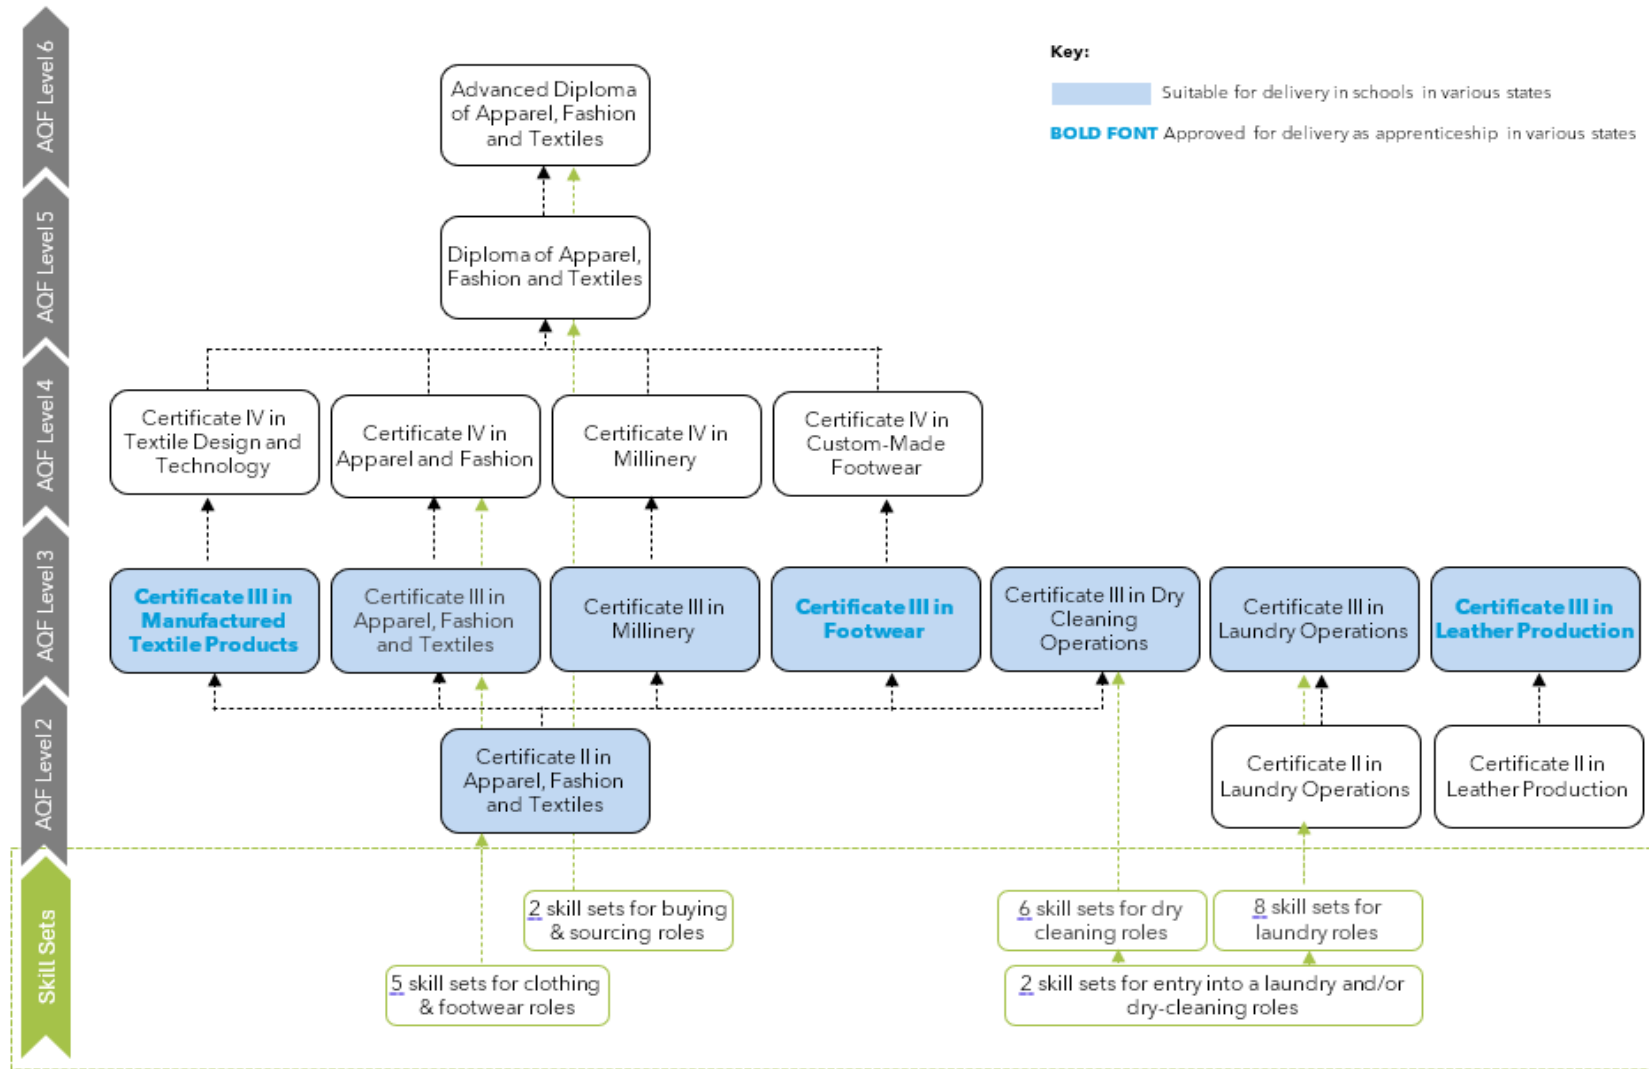 Key:
Suitable for delivery in schools in various states
BOLD FONT Approved for delivery as apprenticeship in various states
AQF Level 6
Advanced Diploma
of Apparel, Fashion
and Textiles
AQF Level 5
Diploma of Apparel,
Fashion and Textiles
AQF Level 4
Certificate IV in
Textile Design and
Technology
Certificate IV in
Apparel and Fashion
Certificate IV in
Millinery
Certificate IV in
Custom-Made
Footwear
AQF Level 3
Certificate III in
Manufactured
Textile Products
Certificate III in
Apparel, Fashion
and Textiles
Certificate III in
Millinery
Certificate III in
Footwear
Certificate III in Dry
Cleaning
Operations
Certificate III in
Laundry Operations
Certificate III in
Leather Production
AQF Level 2
Certificate II in
Apparel, Fashion
and Textiles
Certificate II in
Laundry Operations
Certificate II in
Leather Production
Skill Sets
2 skill sets for buying
& sourcing roles
6 skill sets for dry
cleaning roles
8 skill sets for
laundry roles
5 skill sets for clothing
& footwear roles
2 skill sets for entry into a laundry and/or
dry-cleaning roles